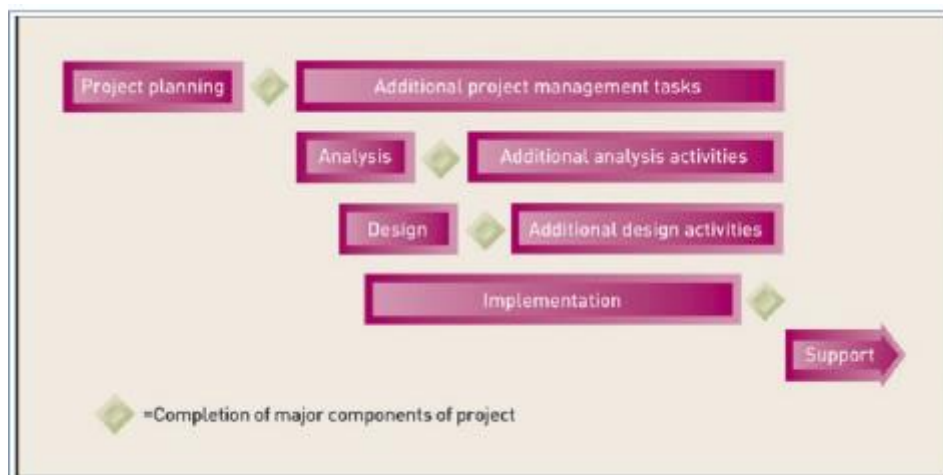 Project planning
Additional project management tasks
Analysis
Additional analysis activities
Design
Additional design activities
Implementation
Support
=Completion of major components of project